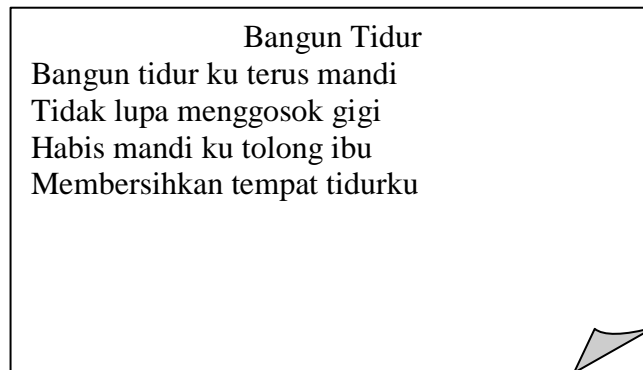 Bangun Tidur
Bangun tidur ku terus mandi
Tidak lupa menggosok gigi
Habis mandi ku tolong ibu
Membersihkan tempat tidurku